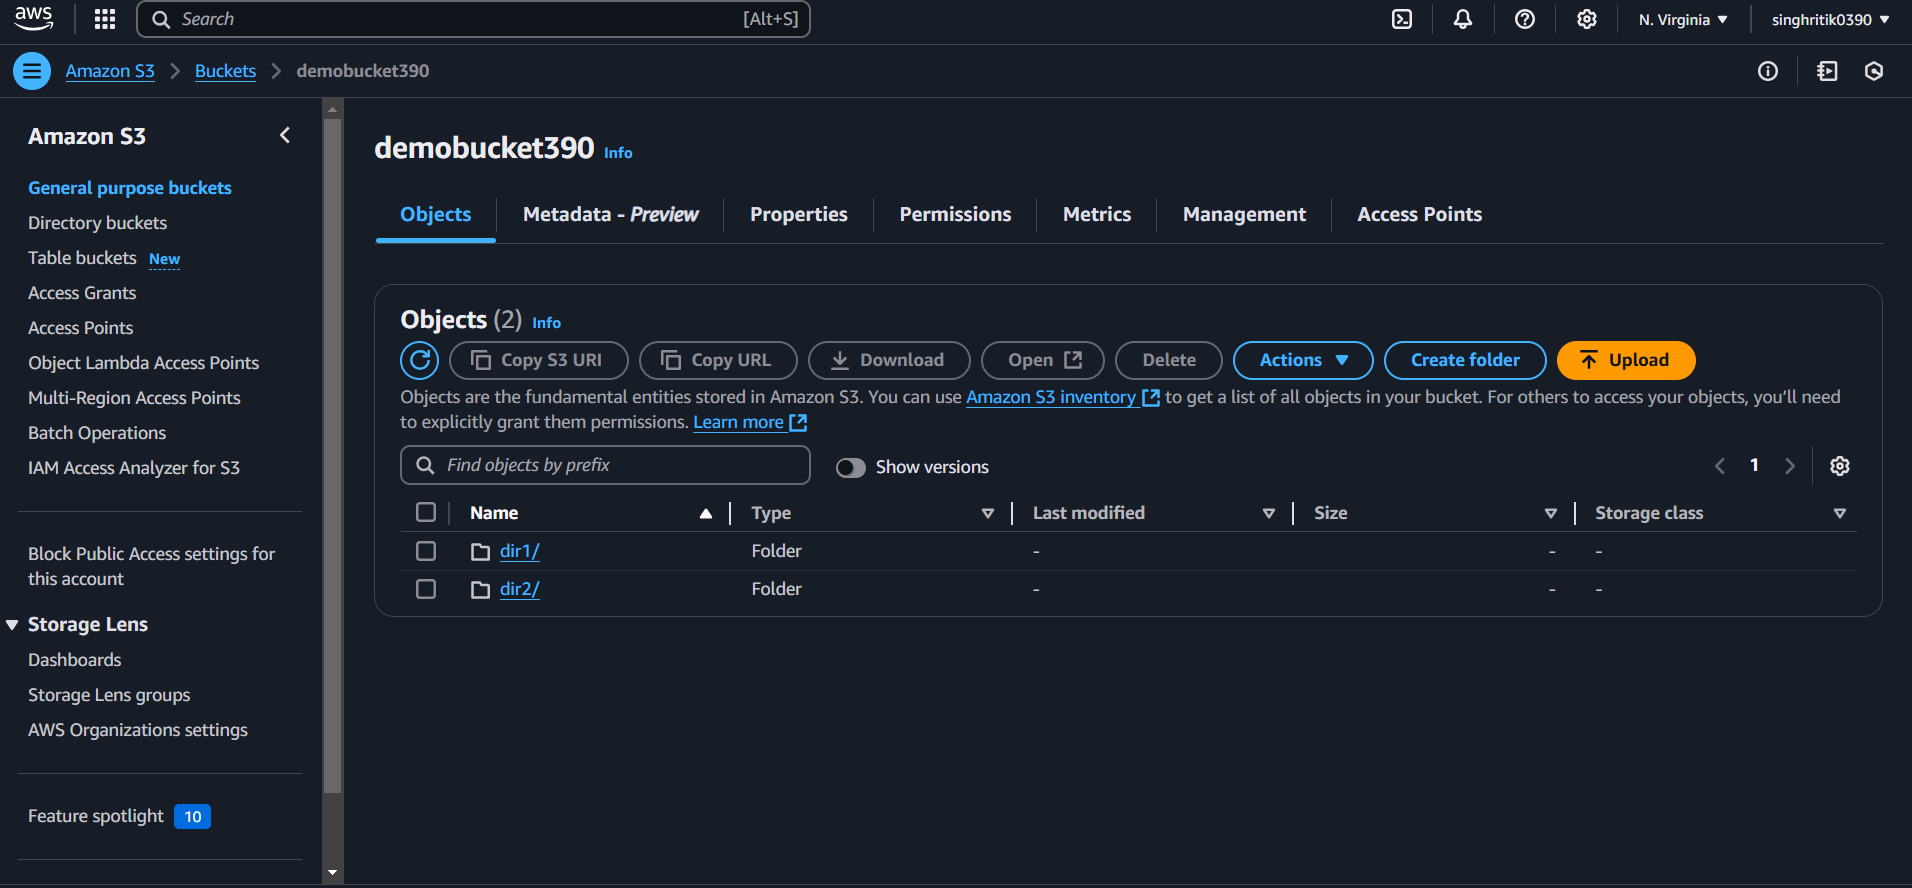 aws
Search [Alt+S] N. Virginia singhritik0390
Amazon S3 Buckets demobucket390
Amazon S3
General purpose buckets
Directory buckets
Table buckets New
Access Grants
Access Points
Object Lambda Access Points
Multi-Region Access Points
Batch Operations
IAM Access Analyzer for S3
Block Public Access settings for
this account
Storage Lens
Dashboards
Storage Lens groups
AWS Organizations settings
Feature spotlight 10
demobucket390 Info
Objects Metadata - Preview Properties Permissions Metrics Management Access Points
Objects (2) Info
Copy S3 URI Copy URL Download Open Delete Actions Create folder Upload
Objects are the fundamental entities stored in Amazon S3. You can use Amazon S3 inventory to get a list of all objects in your bucket. For others to access your objects, you’ll need
to explicitly grant them permissions. Learn more
Find objects by prefix Show versions 1
Name Type Last modified Size Storage class
dir1/ Folder - - -
dir2/ Folder - - -